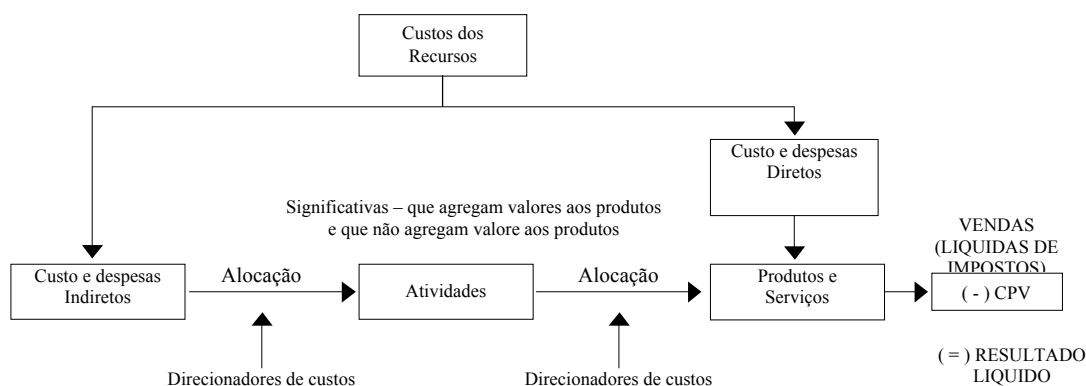 Custos dos
Recursos
Custo e despesas
Diretos
Significativas – que agregam valores aos produtos
e que não agregam valore aos produtos
VENDAS
(LIQUIDAS DE
IMPOSTOS)
Custo e despesas
Indiretos
Alocação
Atividades
Alocação
Produtos e
Serviços
( - ) CPV
Direcionadores de custos
Direcionadores de custos
( = ) RESULTADO
LIQUIDO